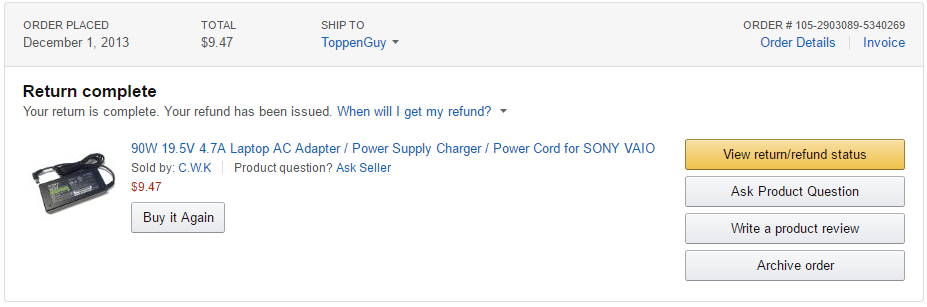 ORDER PLACED
December 1, 2013
TOTAL
$9.47
SHIP TO
ToppenGuy
ORDER # 105-2903089-5340269
Order Details Invoice
Return complete
Your return is complete. Your refund has been issued. When will I get my refund?
90W 19.5V 4.7A Laptop AC Adapter / Power Supply Charger / Power Cord for SONY VAIO
Sold by: C.W.K Product question? Ask Seller
$9.47
Buy it Again
View return/refund status
Ask Product Question
Write a product review
Archive order